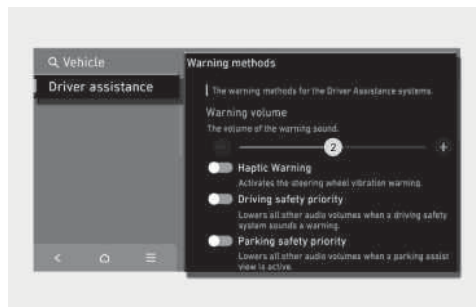 Vehicle
Driver assistance
Warning methods
The warning methods for the Driver Assistance systems.
Warning volume
The volume of the warning sound.
2
Haptic Warning
Activates the steering wheel vibration warning.
Driving safety priority
Lowers all other audio volumes when a driving safety
system sounds a warning.
Parking safety priority
Lowers all other audio volumes when a parking assist
view is active.